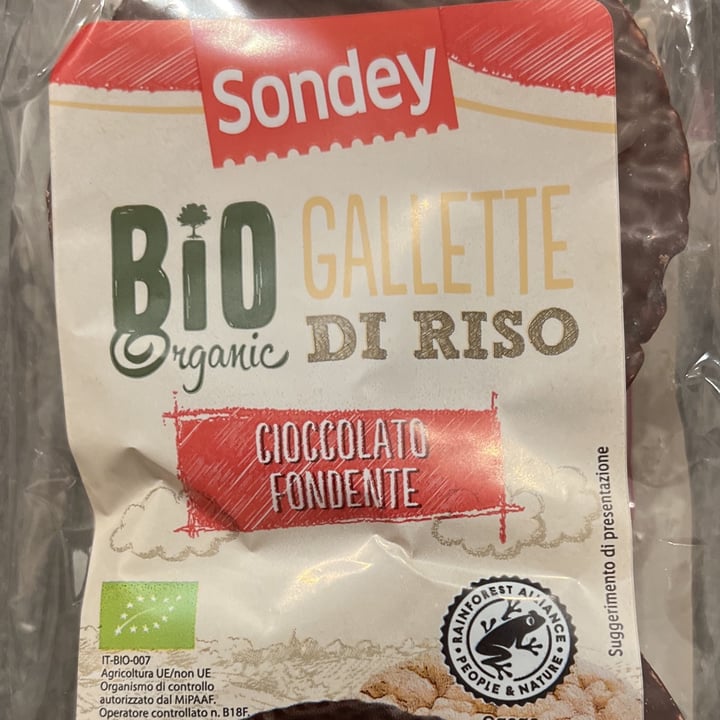 Sondey
BiO
Organic
GALLETTE
DI RISO
CIOCCOLATO
FONDENTE
Suggerimento di presentazione
IT-BIO-007
Agricoltura UE/non UE
Organismo di controllo
autorizzato dal MiPAAF.
Operatore controllato n. B18F.
RAINFOREST ALLIANCE
PEOPLE & NATURE